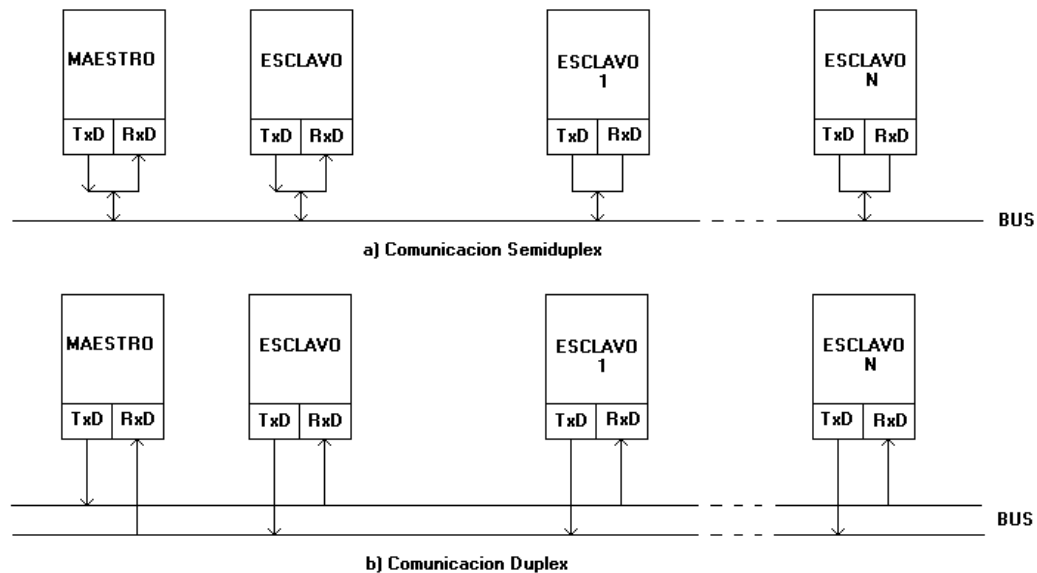 MAESTRO
TxD RxD
ESCLAVO
TxD RxD
ESCLAVO
1
TxD RxD
ESCLAVO
N
TxD RxD
BUS
a) Comunicacion Semiduplex
MAESTRO
TxD RxD
ESCLAVO
TxD RxD
ESCLAVO
1
TxD RxD
ESCLAVO
N
TxD RxD
BUS
b) Comunicacion Duplex